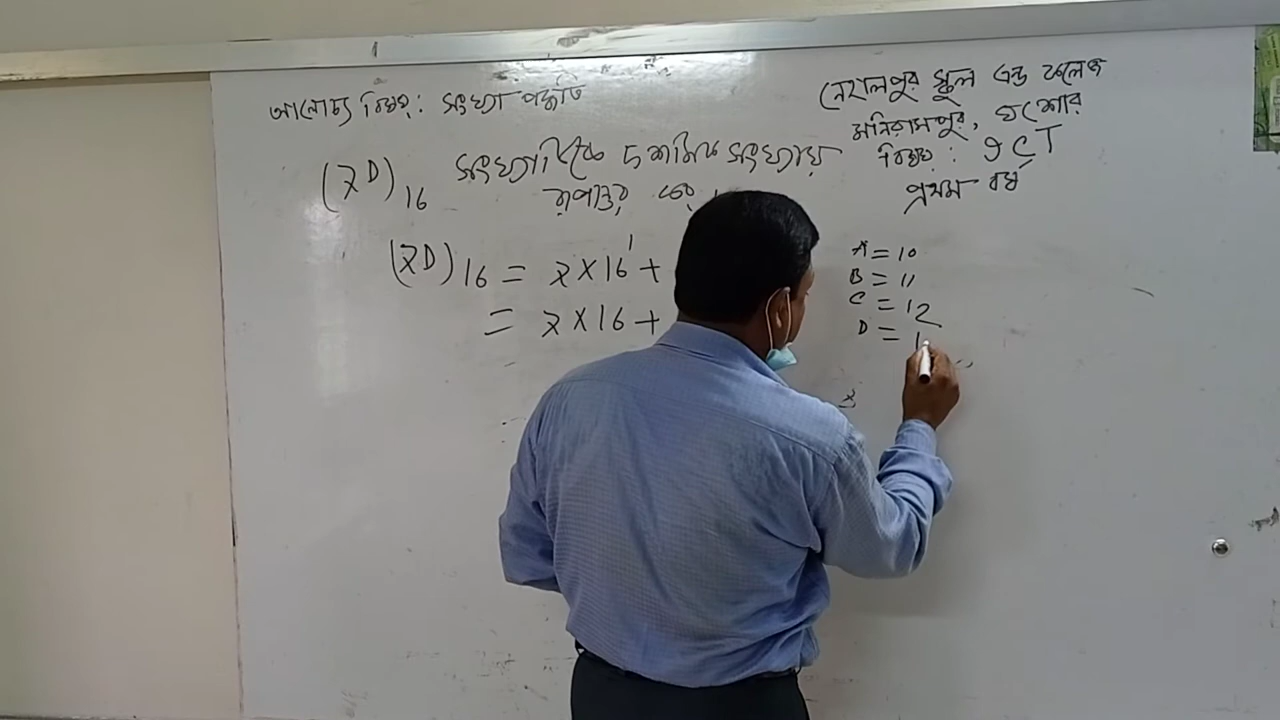 আলোচ্য বিষয়: সংখ্যা পদ্ধতি
নেহালপুর স্কুল এন্ড কলেজ
মনিরামপুর, যশোর
বিষয়: ICT
প্রথম বর্ষ
(7D)16 সংখ্যাটিকে দশমিক সংখ্যায়
রূপান্তর
(7D)16 = 7×16¹+
= 7×16+
A = 10
B = 11
C = 12
D = 1